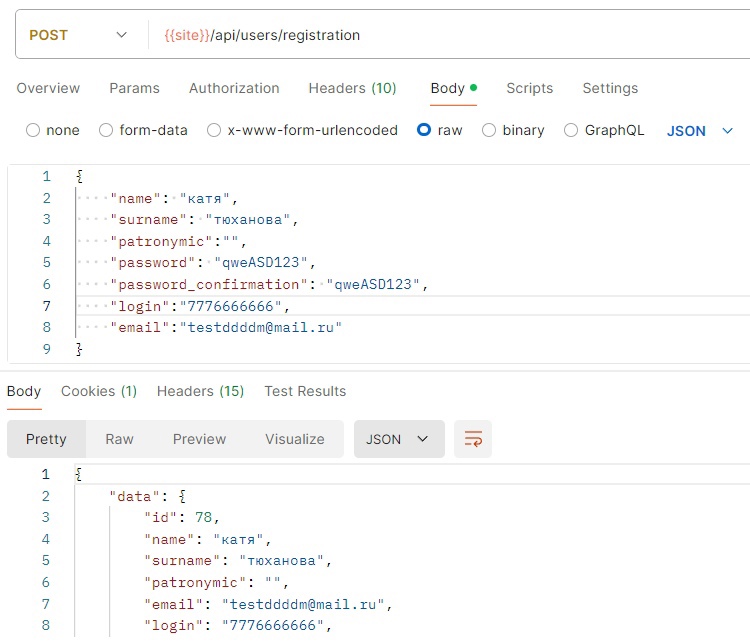 POST {{site}}/api/users/registration
Overview Params Authorization Headers (10) Body Scripts Settings
none form-data x-www-form-urlencoded raw binary GraphQL JSON
1 {
2 "name": "катя",
3 "surname": "тюханова",
4 "patronymic":"",
5 "password": "qweASD123",
6 "password_confirmation": "qweASD123",
7 "login":"7776666666",
8 "email":"testddddm@mail.ru"
9 }
Body Cookies (1) Headers (15) Test Results
Pretty Raw Preview Visualize JSON
1 {
2 "data": {
3 "id": 78,
4 "name": "катя",
5 "surname": "тюханова",
6 "patronymic": "",
7 "email": "testddddm@mail.ru",
8 "login": "7776666666",